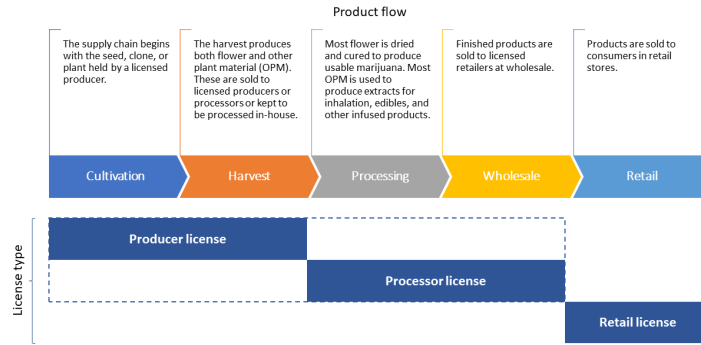 Product flow
The supply chain begins
with the seed, clone, or
plant held by a licensed
producer.
The harvest produces
both flower and other
plant material (OPM).
These are sold to
licensed producers or
processors or kept to
be processed in-house.
Most flower is dried
and cured to produce
usable marijuana. Most
OPM is used to
produce extracts for
inhalation, edibles, and
other infused products.
Finished products are
sold to licensed
retailers at wholesale.
Products are sold to
consumers in retail
stores.
Cultivation
Harvest
Processing
Wholesale
Retail
License type
Producer license
Processor license
Retail license